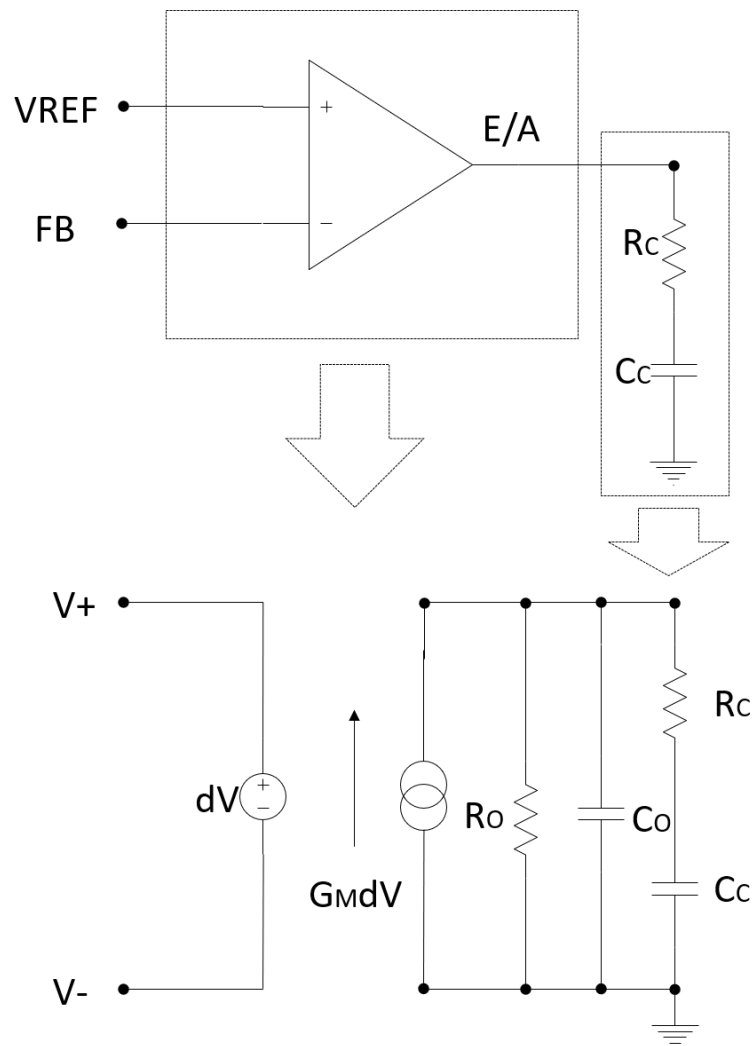 VREF
+
E/A
FB
−
RC
CC
V+
RC
dV
+
−
RO
CO
GMdV
CC
V-